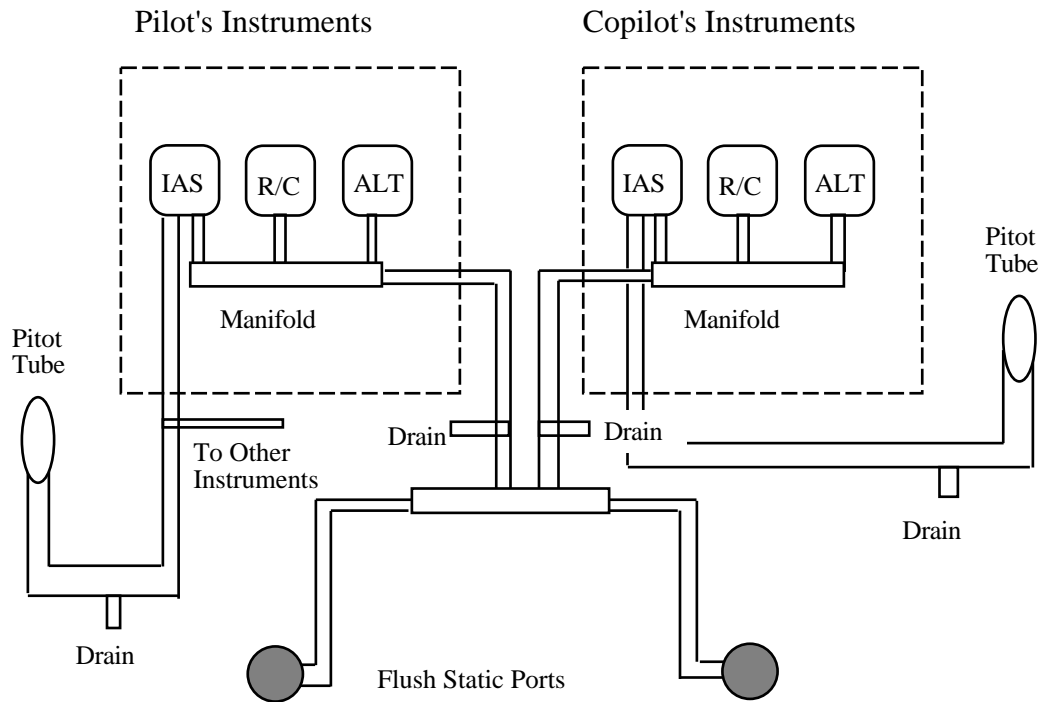 Pilot's Instruments
Copilot's Instruments
IAS
R/C
ALT
IAS
R/C
ALT
Pitot
Tube
Manifold
Manifold
Pitot
Tube
Drain
Drain
To Other
Instruments
Drain
Drain
Flush Static Ports